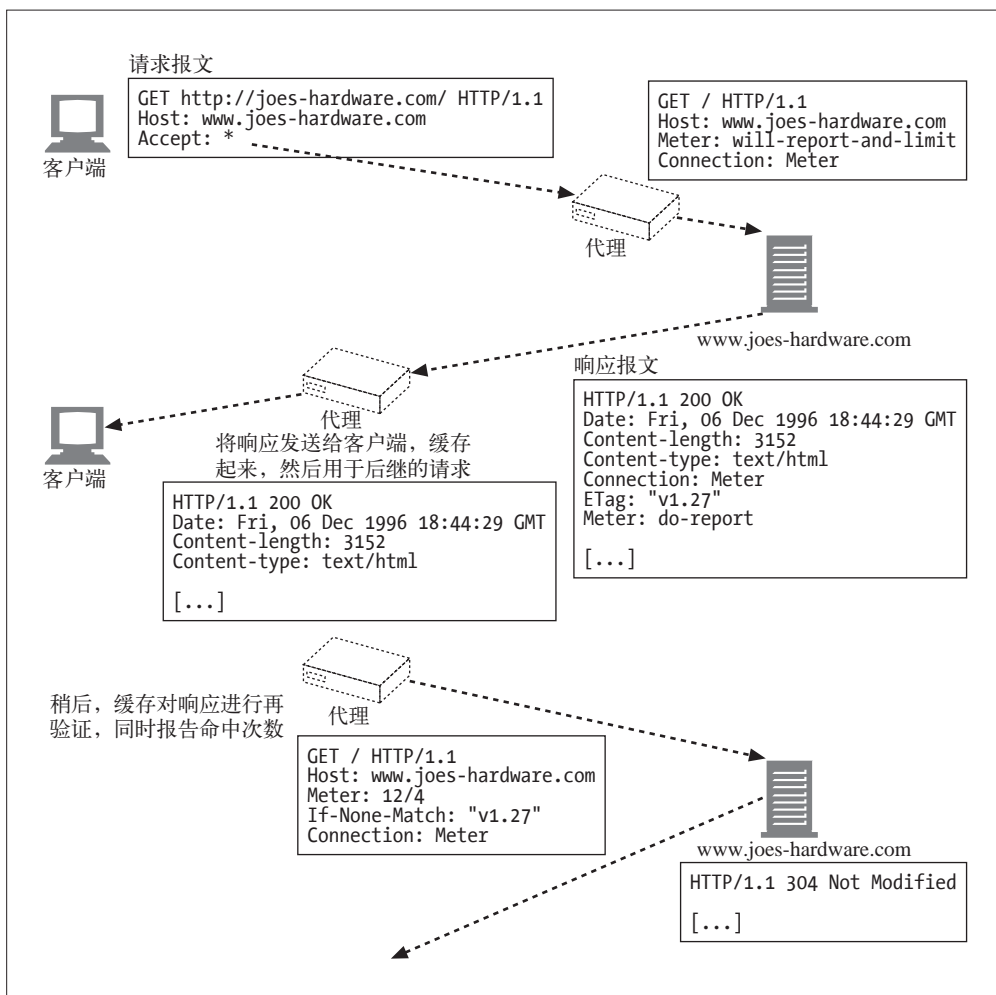 请求报文
GET http://joes-hardware.com/ HTTP/1.1
Host: www.joes-hardware.com
Accept: *
客户端
GET / HTTP/1.1
Host: www.joes-hardware.com
Meter: will-report-and-limit
Connection: Meter
代理
www.joes-hardware.com
响应报文
HTTP/1.1 200 OK
Date: Fri, 06 Dec 1996 18:44:29 GMT
Content-length: 3152
Content-type: text/html
Connection: Meter
ETag: "v1.27"
Meter: do-report
[...]
代理
将响应发送给客户端，缓存
起来，然后用于后继的请求
客户端
HTTP/1.1 200 OK
Date: Fri, 06 Dec 1996 18:44:29 GMT
Content-length: 3152
Content-type: text/html
[...]
稍后，缓存对响应进行再
验证，同时报告命中次数
代理
GET / HTTP/1.1
Host: www.joes-hardware.com
Meter: 12/4
If-None-Match: "v1.27"
Connection: Meter
www.joes-hardware.com
HTTP/1.1 304 Not Modified
[...]